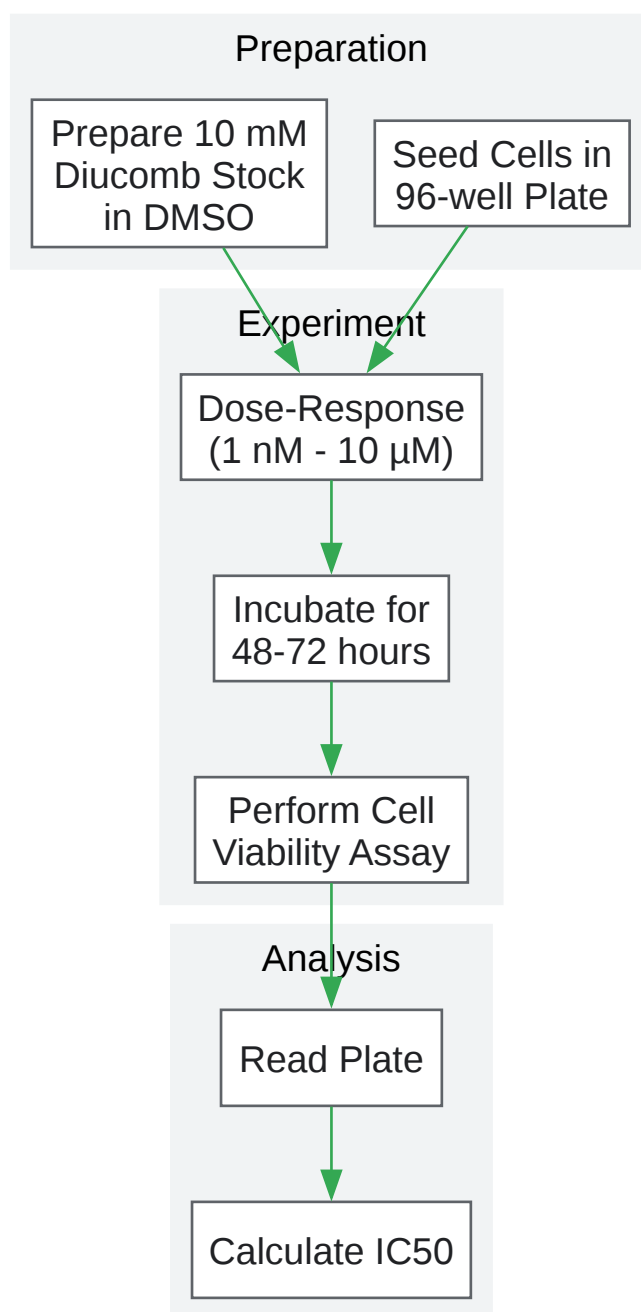 Preparation
Prepare 10 mM
Diucomb Stock
in DMSO
Seed Cells in
96-well Plate
Experiment
Dose-Response
(1 nM - 10 µM)
Incubate for
48-72 hours
Perform Cell
Viability Assay
Analysis
Read Plate
Calculate IC50